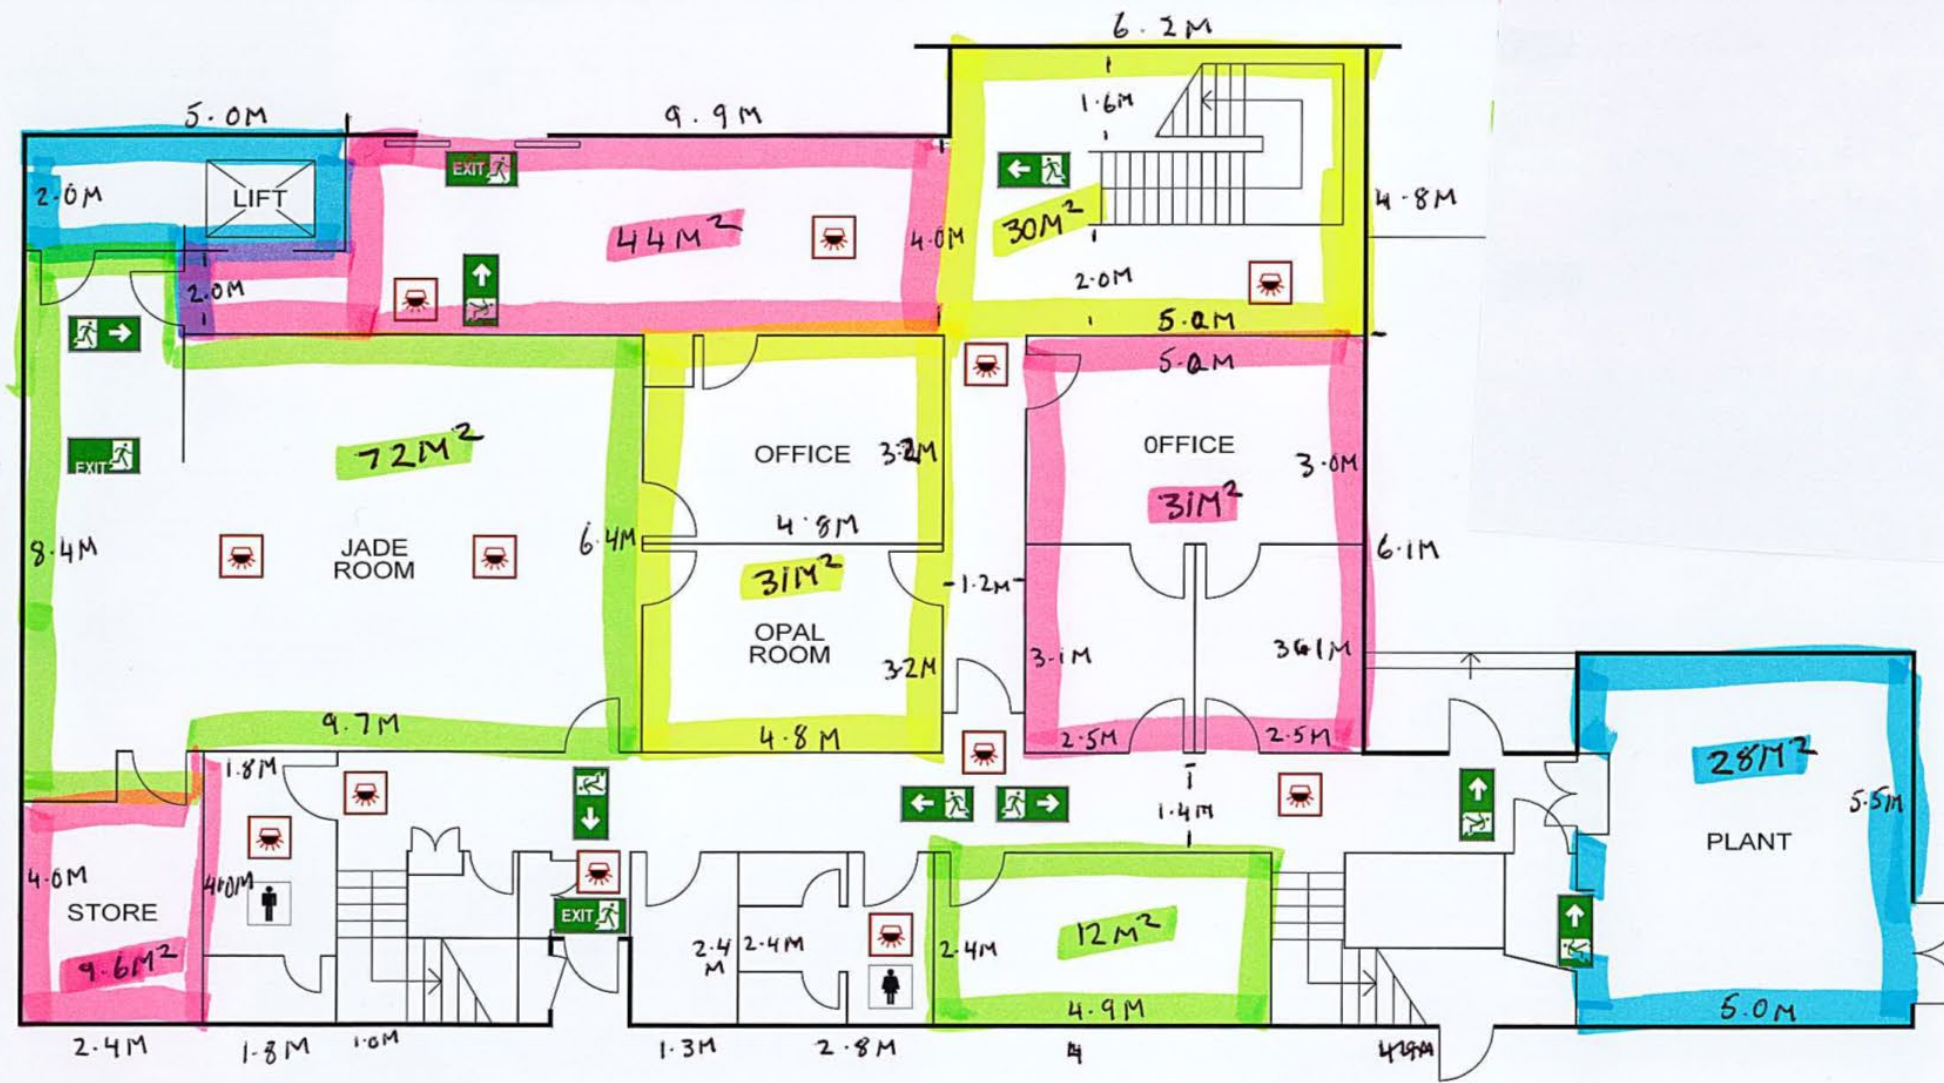 6.2M
5.0M
9.9M
1.6M
2.0M
LIFT
EXIT
44M²
4.0M
30M²
4.8M
2.0M
2.0M
5.0M
5.0M
72M²
OFFICE
3.2M
0FFICE
3.0M
EXIT
31M²
4.8M
8.4M
JADE
ROOM
6.4M
31M²
1.2M
6.1M
OPAL
ROOM
3.2M
3.1M
9.7M
4.8M
2.5M
2.5M
1.8M
28M²
1.4M
5.5M
PLANT
4.0M
4.0M
STORE
EXIT
9.6M²
2.4
M
2.4M
2.4M
12M²
4.9M
5.0M
2.4M
1.8M
1.0M
1.3M
2.8M
4